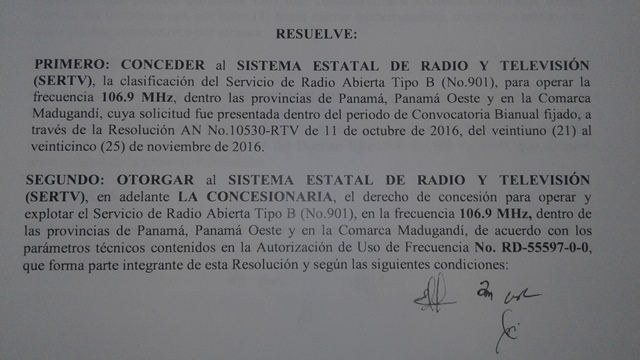 RESUELVE:
PRIMERO: CONCEDER al SISTEMA ESTATAL DE RADIO Y TELEVISIÓN
(SERTV), la clasificación del Servicio de Radio Abierta Tipo B (No.901), para operar la
frecuencia 106.9 MHz, dentro las provincias de Panamá, Panamá Oeste y en la Comarca
Madugandí, cuya solicitud fue presentada dentro del periodo de Convocatoria Bianual fijado, a
través de la Resolución AN No.10530-RTV de 11 de octubre de 2016, del veintiuno (21) al
veinticinco (25) de noviembre de 2016.
SEGUNDO: OTORGAR al SISTEMA ESTATAL DE RADIO Y TELEVISIÓN
(SERTV), en adelante LA CONCESIONARIA, el derecho de concesión para operar y
explotar el Servicio de Radio Abierta Tipo B (No.901), en la frecuencia 106.9 MHz, dentro de
las provincias de Panamá, Panamá Oeste y en la Comarca Madugandi, de acuerdo con los
parámetros técnicos contenidos en la Autorización de Uso de Frecuencia No. RD-55597-0-0,
que forma parte integrante de esta Resolución y según las siguientes condiciones: